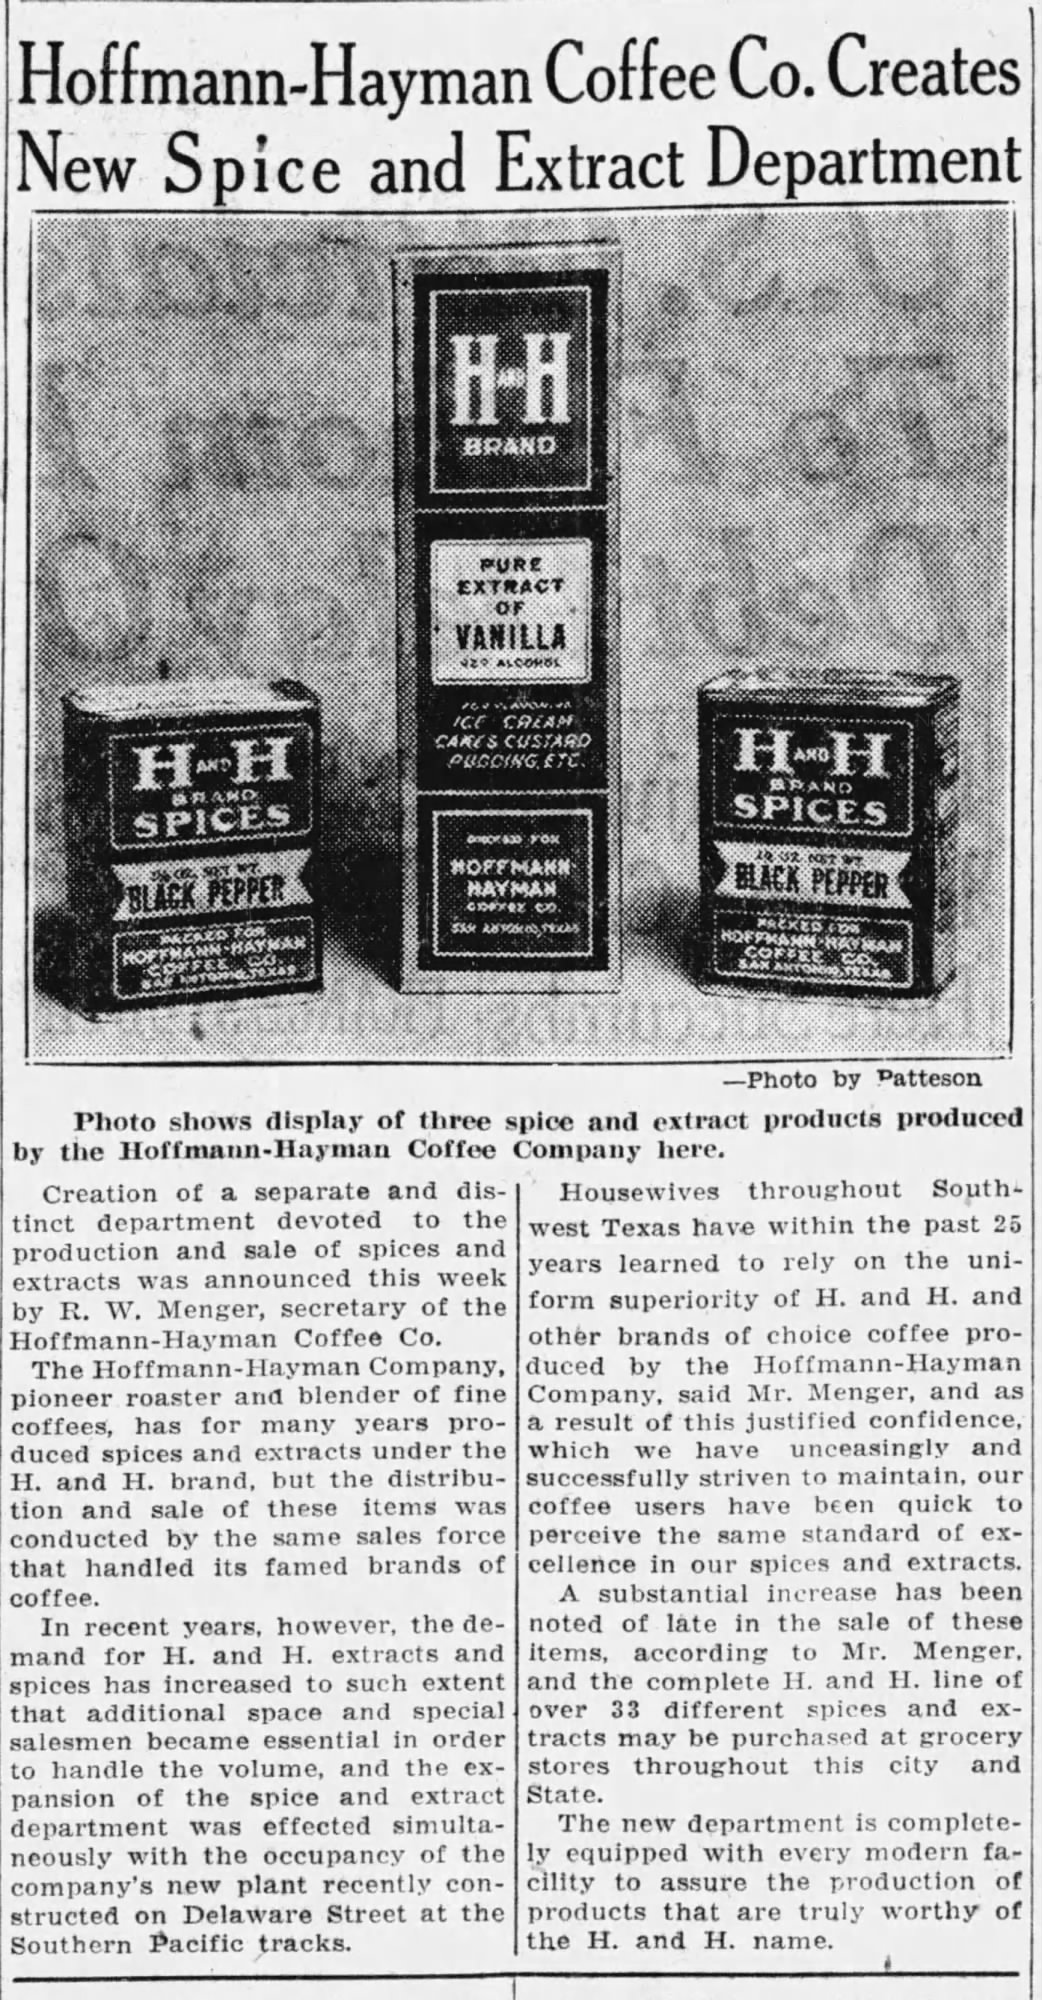 Hoffmann-Hayman Coffee Co. Creates
New Spice and Extract Department
H AND H
BRAND
PURE
EXTRACT
OF
VANILLA
ALCOHOL
ICE CREAM
CAKES CUSTARD
PUDDING, ETC.
FOR
HOFFMANN
HAYMAN
COFFEE CO.
SAN ANTONIO, TEXAS
H AND H
BRAND
SPICES
OZ. NET WT.
BLACK PEPPER
PACKED FOR
HOFFMANN-HAYMAN
COFFEE CO.
SAN ANTONIO, TEXAS
H AND H
BRAND
SPICES
OZ. NET WT.
BLACK PEPPER
PACKED FOR
HOFFMANN-HAYMAN
COFFEE CO.
SAN ANTONIO, TEXAS
—Photo by Patteson
Photo shows display of three spice and extract products produced
by the Hoffmann-Hayman Coffee Company here.
Creation of a separate and dis-
tinct department devoted to the
production and sale of spices and
extracts was announced this week
by R. W. Menger, secretary of the
Hoffmann-Hayman Coffee Co.
The Hoffmann-Hayman Company,
pioneer roaster and blender of fine
coffees, has for many years pro-
duced spices and extracts under the
H. and H. brand, but the distribu-
tion and sale of these items was
conducted by the same sales force
that handled its famed brands of
coffee.
In recent years, however, the de-
mand for H. and H. extracts and
spices has increased to such extent
that additional space and special
salesmen became essential in order
to handle the volume, and the ex-
pansion of the spice and extract
department was effected simulta-
neously with the occupancy of the
company's new plant recently con-
structed on Delaware Street at the
Southern Pacific tracks.
Housewives throughout South-
west Texas have within the past 25
years learned to rely on the uni-
form superiority of H. and H. and
other brands of choice coffee pro-
duced by the Hoffmann-Hayman
Company, said Mr. Menger, and as
a result of this justified confidence,
which we have unceasingly and
successfully striven to maintain, our
coffee users have been quick to
perceive the same standard of ex-
cellence in our spices and extracts.
A substantial increase has been
noted of late in the sale of these
items, according to Mr. Menger,
and the complete H. and H. line of
over 33 different spices and ex-
tracts may be purchased at grocery
stores throughout this city and
State.
The new department is complete-
ly equipped with every modern fa-
cility to assure the production of
products that are truly worthy of
the H. and H. name.